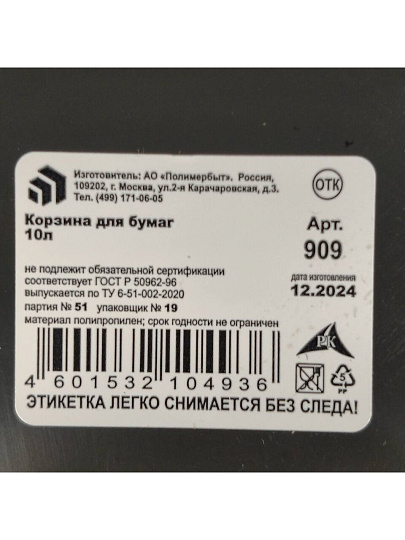 Изготовитель: АО «Полимербыт». Россия,
109202, г. Москва, ул.2-я Карачаровская, д.3.
Тел. (499) 171-06-05
ОТК
Корзина для бумаг
10л
Арт.
909
не подлежит обязательной сертификации
соответствует ГОСТ Р 50962-96
выпускается по ТУ 6-51-002-2020
дата изготовления
12.2024
партия № 51 упаковщик № 19
материал полипропилен; срок годности не ограничен
РК
4 601532 104936
5
PP
ЭТИКЕТКА ЛЕГКО СНИМАЕТСЯ БЕЗ СЛЕДА!